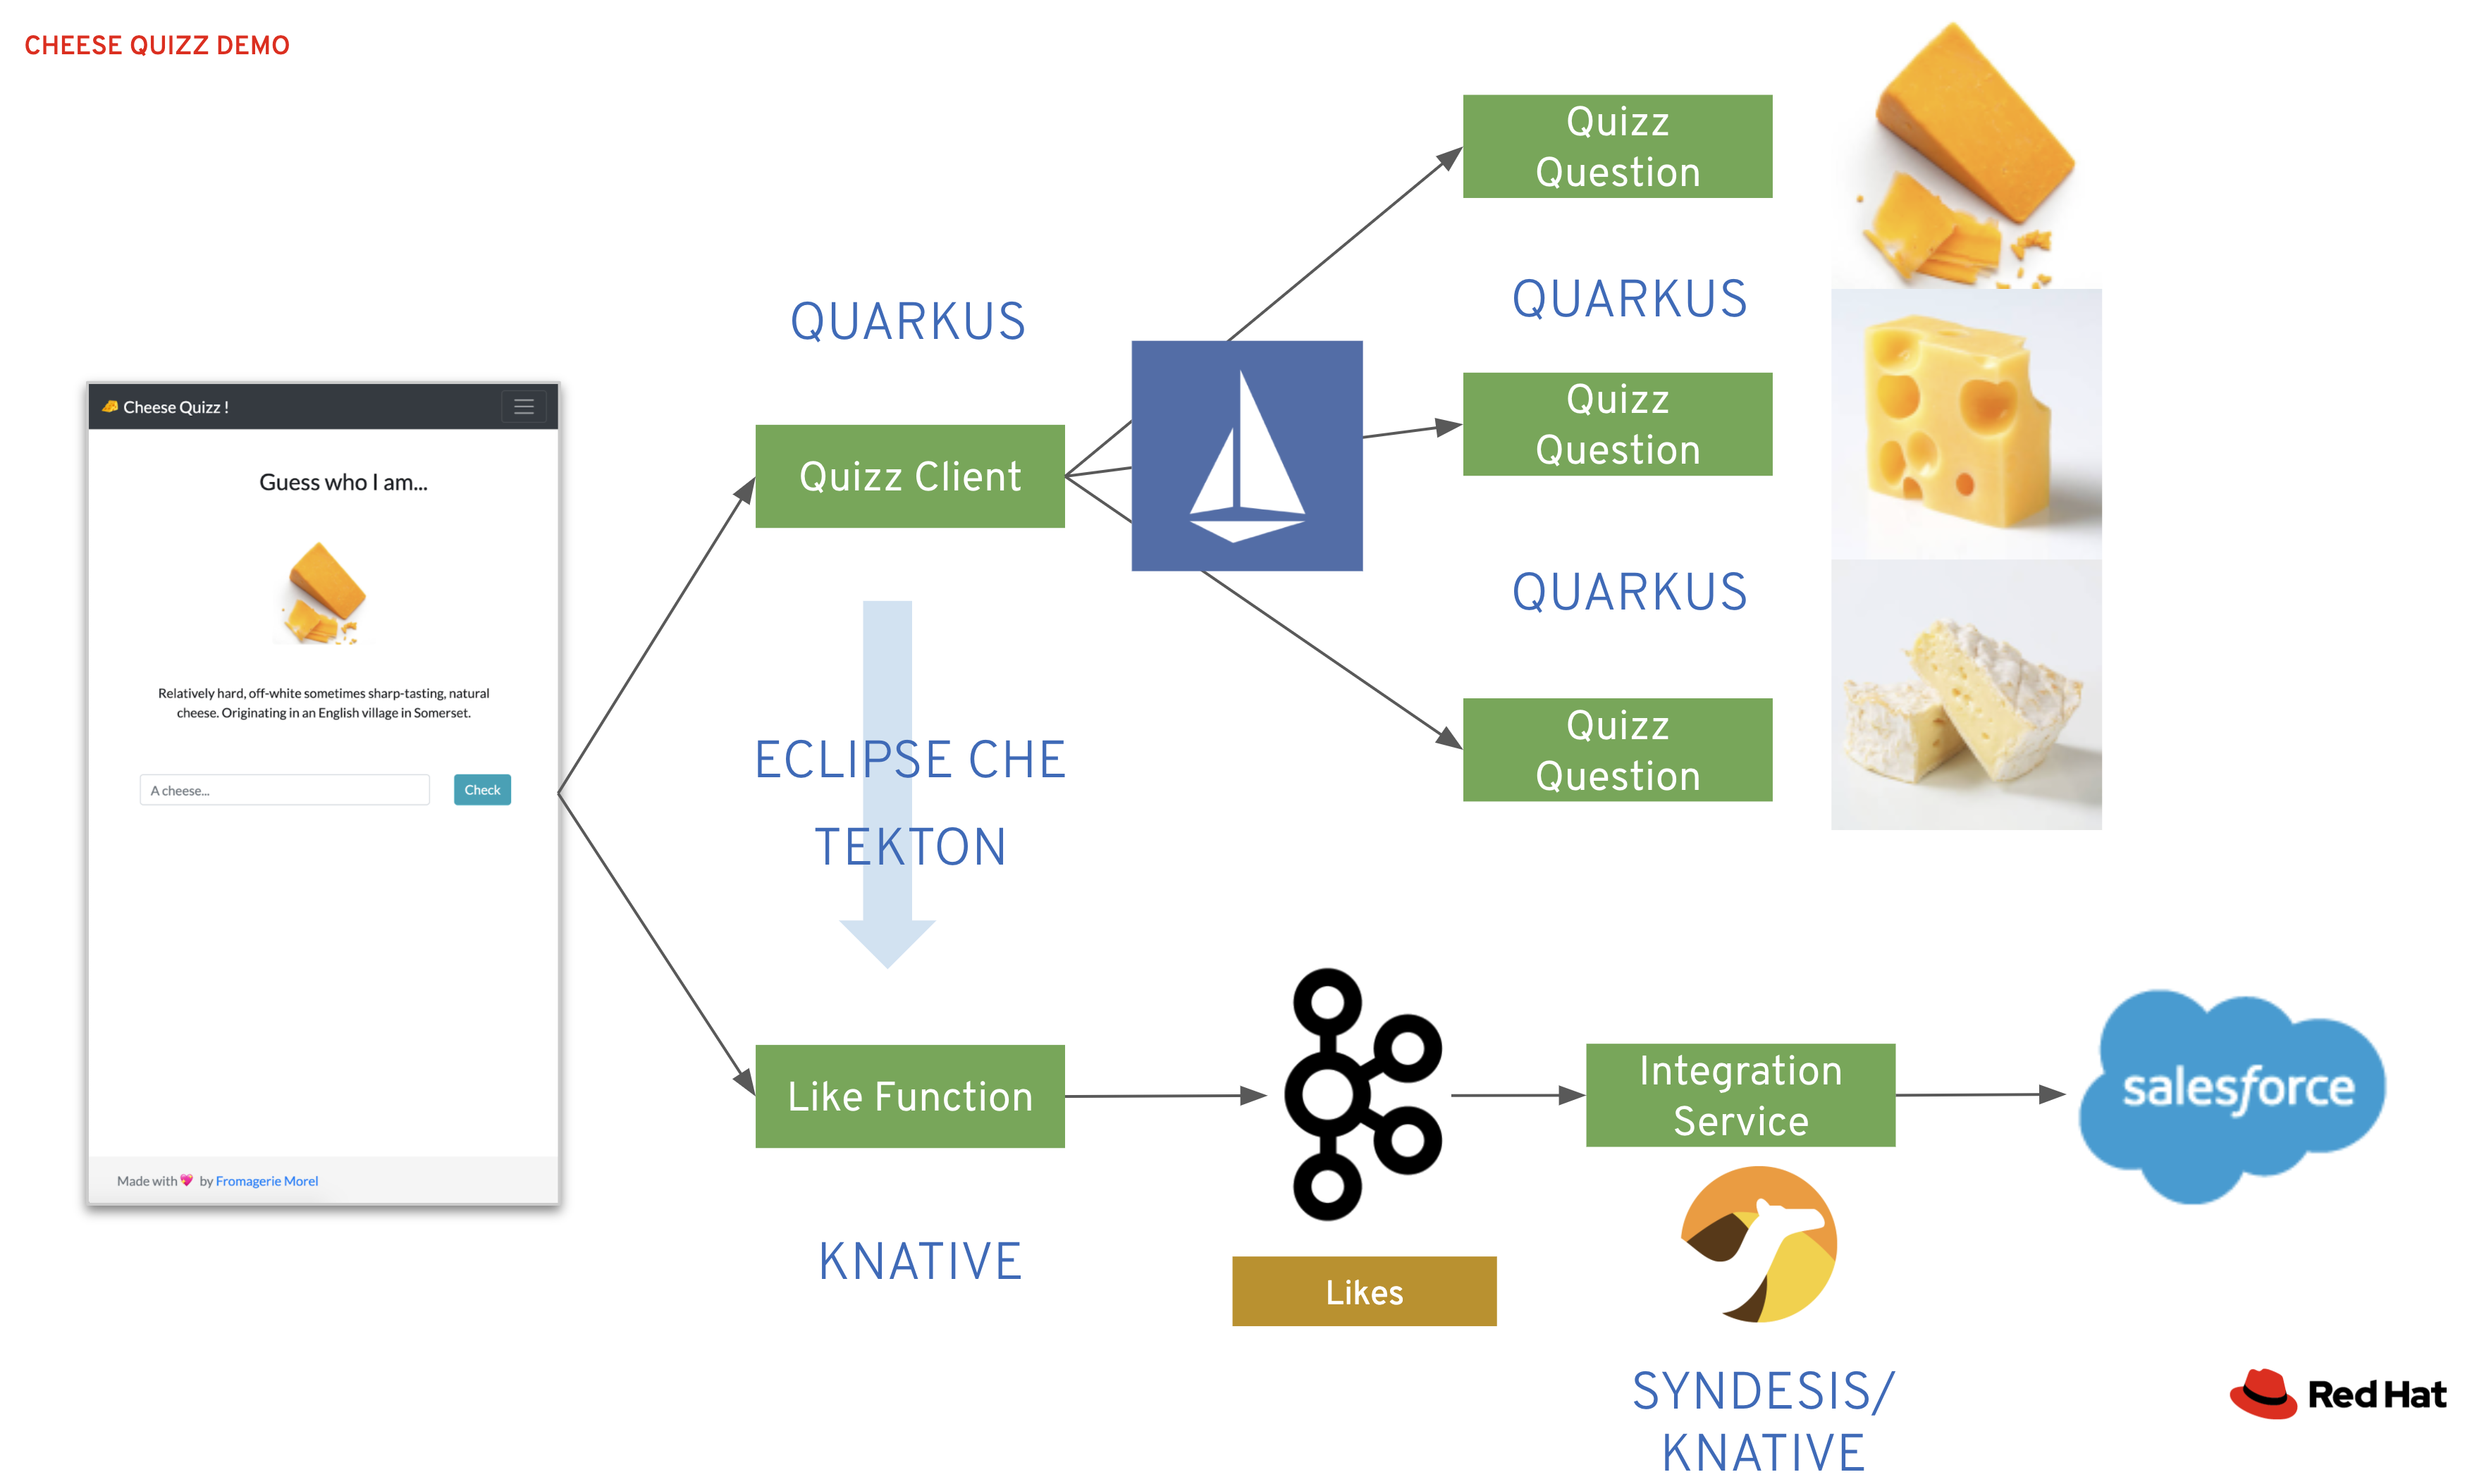 CHEESE QUIZZ DEMO
Cheese Quizz !
Guess who I am...
Relatively hard, off-white sometimes sharp-tasting, natural
cheese. Originating in an English village in Somerset.
A cheese...
Check
Made with 💖 by Fromagerie Morel
QUARKUS
Quizz Client
ECLIPSE CHE
TEKTON
Like Function
KNATIVE
Quizz
Question
QUARKUS
Quizz
Question
QUARKUS
Quizz
Question
Likes
Integration
Service
SYNDESIS/
KNATIVE
salesforce
Red Hat